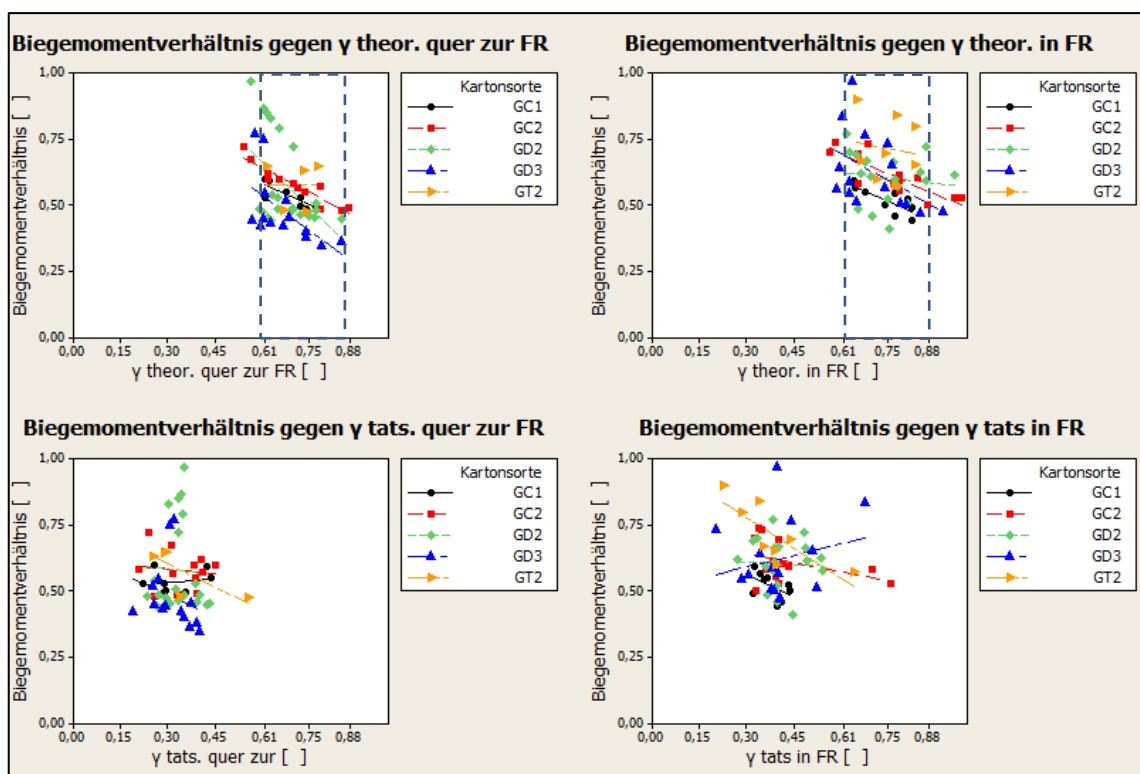 Biegemomentverhältnis gegen γ theor. quer zur FR
Biegemomentverhältnis [ ]
1,00
0,75
0,50
0,25
0,00
0,00 0,15 0,30 0,45 0,61 0,75 0,88
γ theor. quer zur FR [ ]
Kartonsorte
GC1
GC2
GD2
GD3
GT2
Biegemomentverhältnis gegen γ theor. in FR
Biegemomentverhältnis [ ]
1,00
0,75
0,50
0,25
0,00
0,00 0,15 0,30 0,45 0,61 0,75 0,88
γ theor. in FR [ ]
Kartonsorte
GC1
GC2
GD2
GD3
GT2
Biegemomentverhältnis gegen γ tats. quer zur FR
Biegemomentverhältnis [ ]
1,00
0,75
0,50
0,25
0,00
0,00 0,15 0,30 0,45 0,61 0,75 0,88
γ tats. quer zur [ ]
Kartonsorte
GC1
GC2
GD2
GD3
GT2
Biegemomentverhältnis gegen γ tats in FR
Biegemomentverhältnis [ ]
1,00
0,75
0,50
0,25
0,00
0,00 0,15 0,30 0,45 0,61 0,75 0,88
γ tats in FR [ ]
Kartonsorte
GC1
GC2
GD2
GD3
GT2